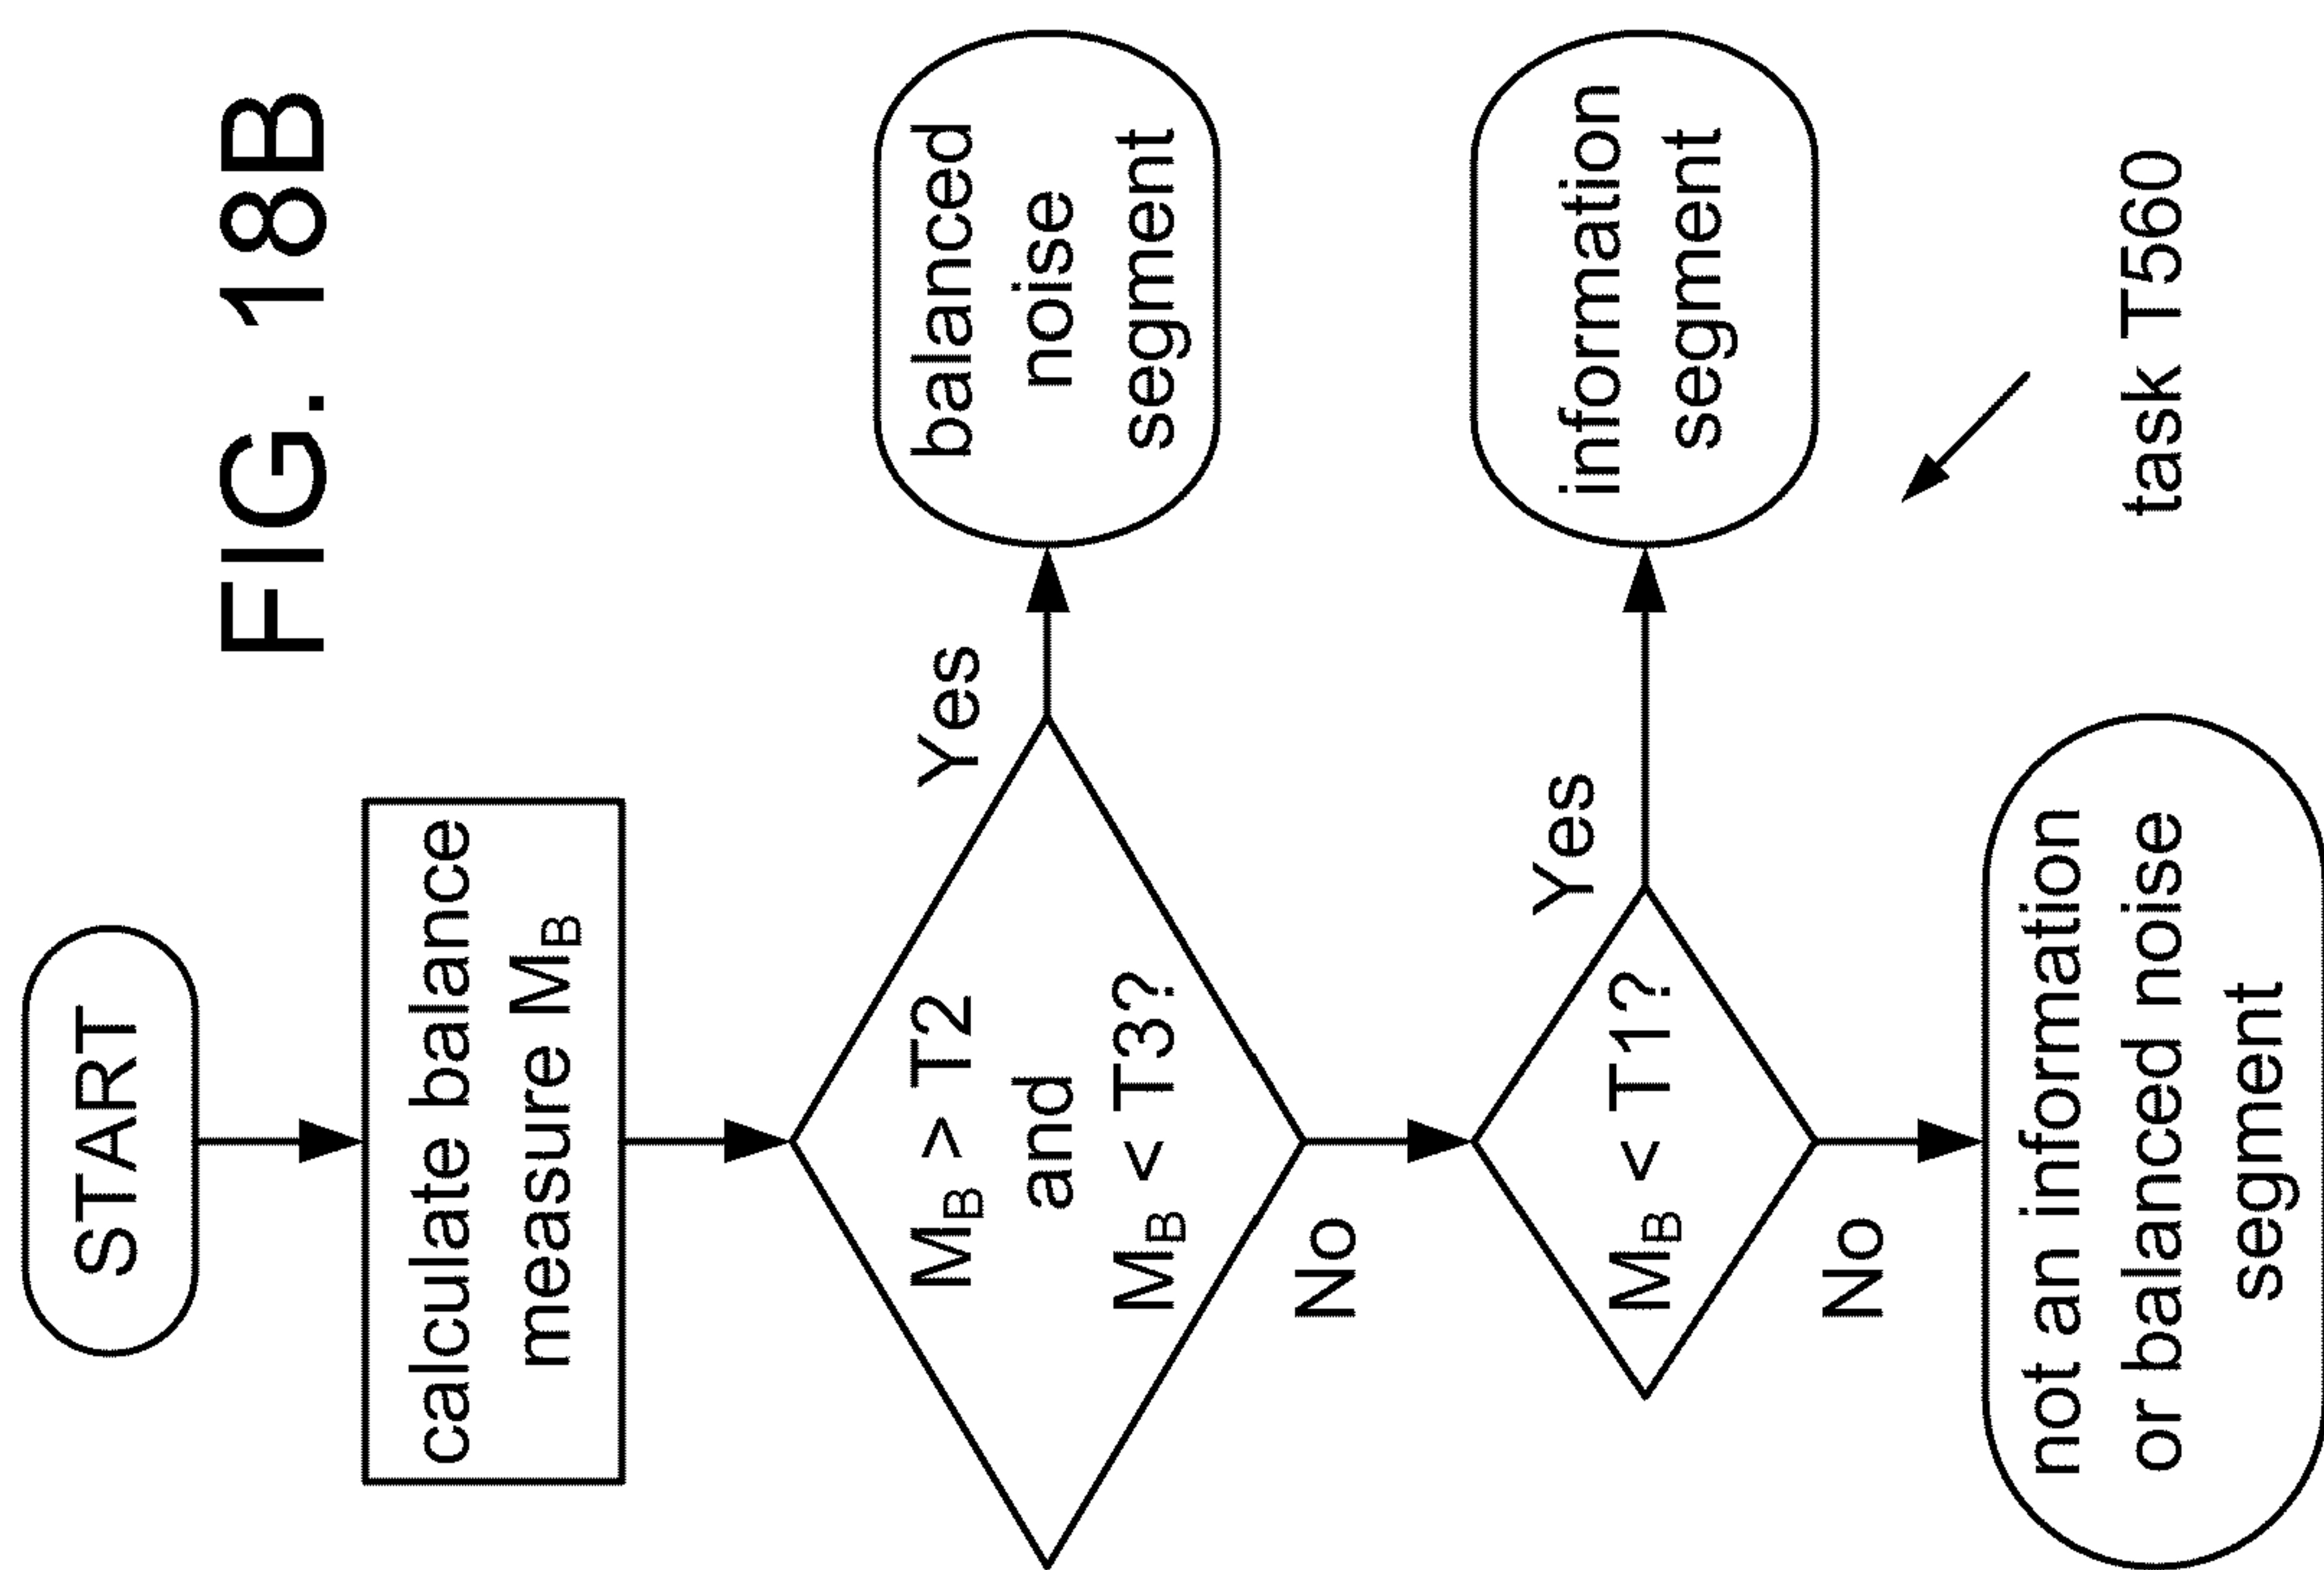 FIG. 18B
START
calculate balance
measure M_B
M_B > T2
and
M_B < T3?
Yes
balanced
noise
segment
No
M_B < T1?
Yes
information
segment
No
not an information
or balanced noise
segment
task T560